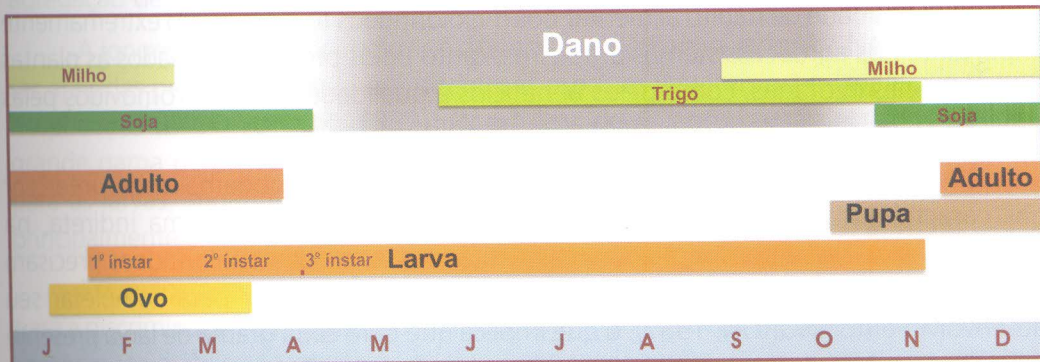 Dano
Milho Milho
Trigo
Soja Soja
Adulto Adulto
Pupa
1º ínstar 2º ínstar 3º ínstar Larva
Ovo
J F M A M J J A S O N D